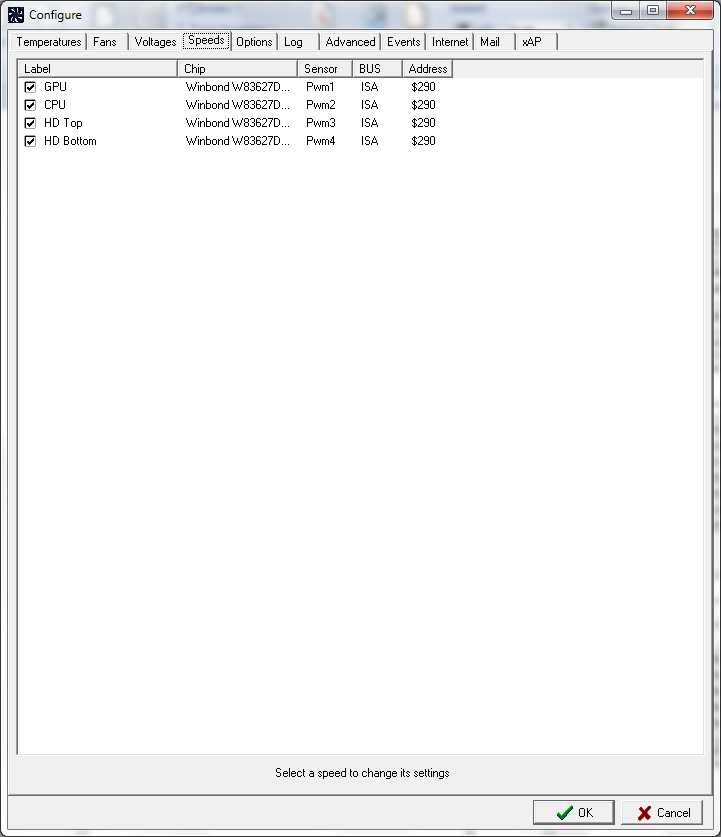 Configure
Temperatures Fans Voltages Speeds Options Log Advanced Events Internet Mail xAP
Label Chip Sensor BUS Address
GPU Winbond W83627D... Pwm1 ISA $290
CPU Winbond W83627D... Pwm2 ISA $290
HD Top Winbond W83627D... Pwm3 ISA $290
HD Bottom Winbond W83627D... Pwm4 ISA $290
Select a speed to change its settings
OK Cancel